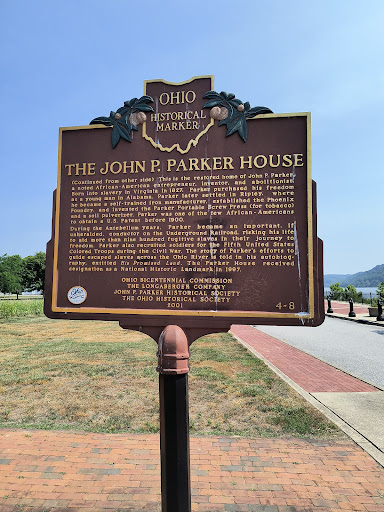 OHIO
HISTORICAL
MARKER
THE JOHN P. PARKER HOUSE
(Continued from other side) This is the restored home of John P. Parker,
a noted African-American entrepreneur, inventor, and abolitionist.
Born into slavery in Virginia in 1827, Parker purchased his freedom
as a young man in Alabama. Parker later settled in Ripley, where
he became a self-trained iron manufacturer, established the Phoenix
Foundry, and invented the Parker Portable Screw Press (for tobacco)
and a soil pulverizer. Parker was one of the few African-Americans
to obtain a U.S. Patent before 1900.
During the Antebellum years, Parker became an important, if
unheralded, conductor on the Underground Railroad, risking his life
to aid more than nine hundred fugitive slaves in their journey to
freedom. Parker also recruited soldiers for the Fifth United States
Colored Troops during the Civil War. The story of his efforts to
guide escaped slaves across the Ohio River is told in his autobiog-
raphy, entitled His Promised Land. The Parker House received
designation as a National Historic Landmark in 1997.
OHIO BICENTENNIAL COMMISSION
THE LONGABERGER COMPANY
JOHN P. PARKER HISTORICAL SOCIETY
THE OHIO HISTORICAL SOCIETY
2001
4-8